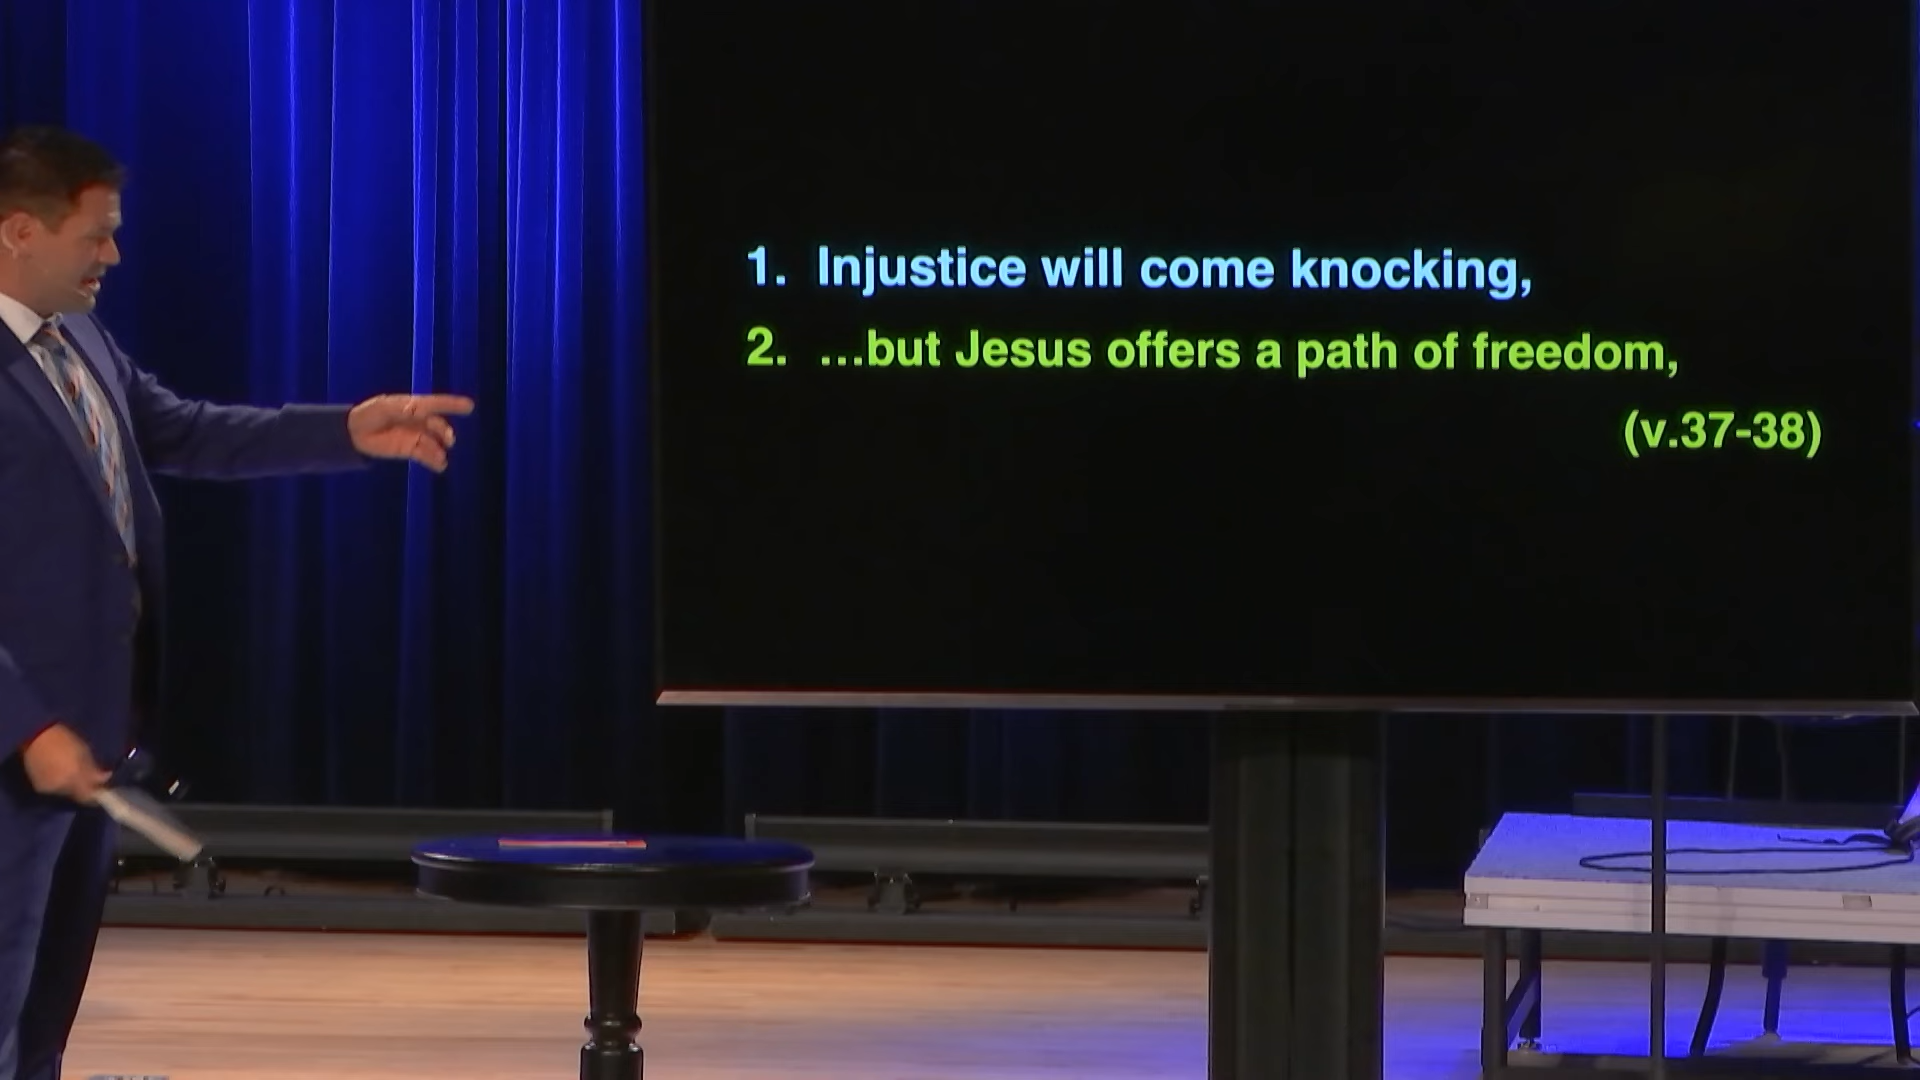 1. Injustice will come knocking,
2. ...but Jesus offers a path of freedom,
(v.37-38)